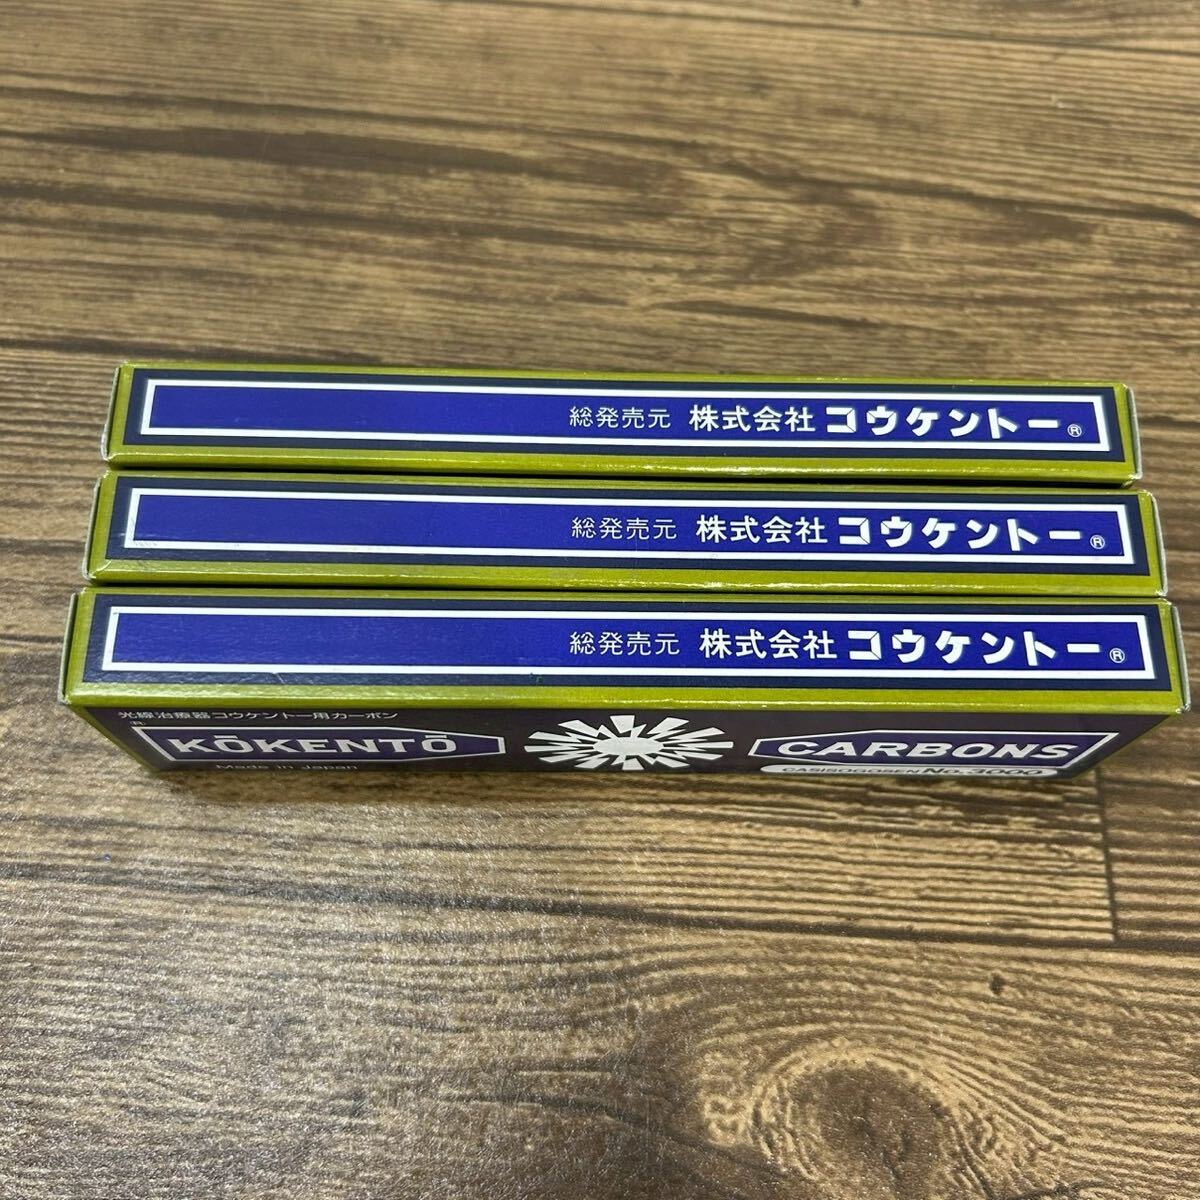 総発売元 株式会社 コウケントー®
総発売元 株式会社 コウケントー®
総発売元 株式会社 コウケントー®
光線治療器コウケントー用カーボン
®
KŌKENTŌ CARBONS
Made in Japan CASISOGOSEN No.3000